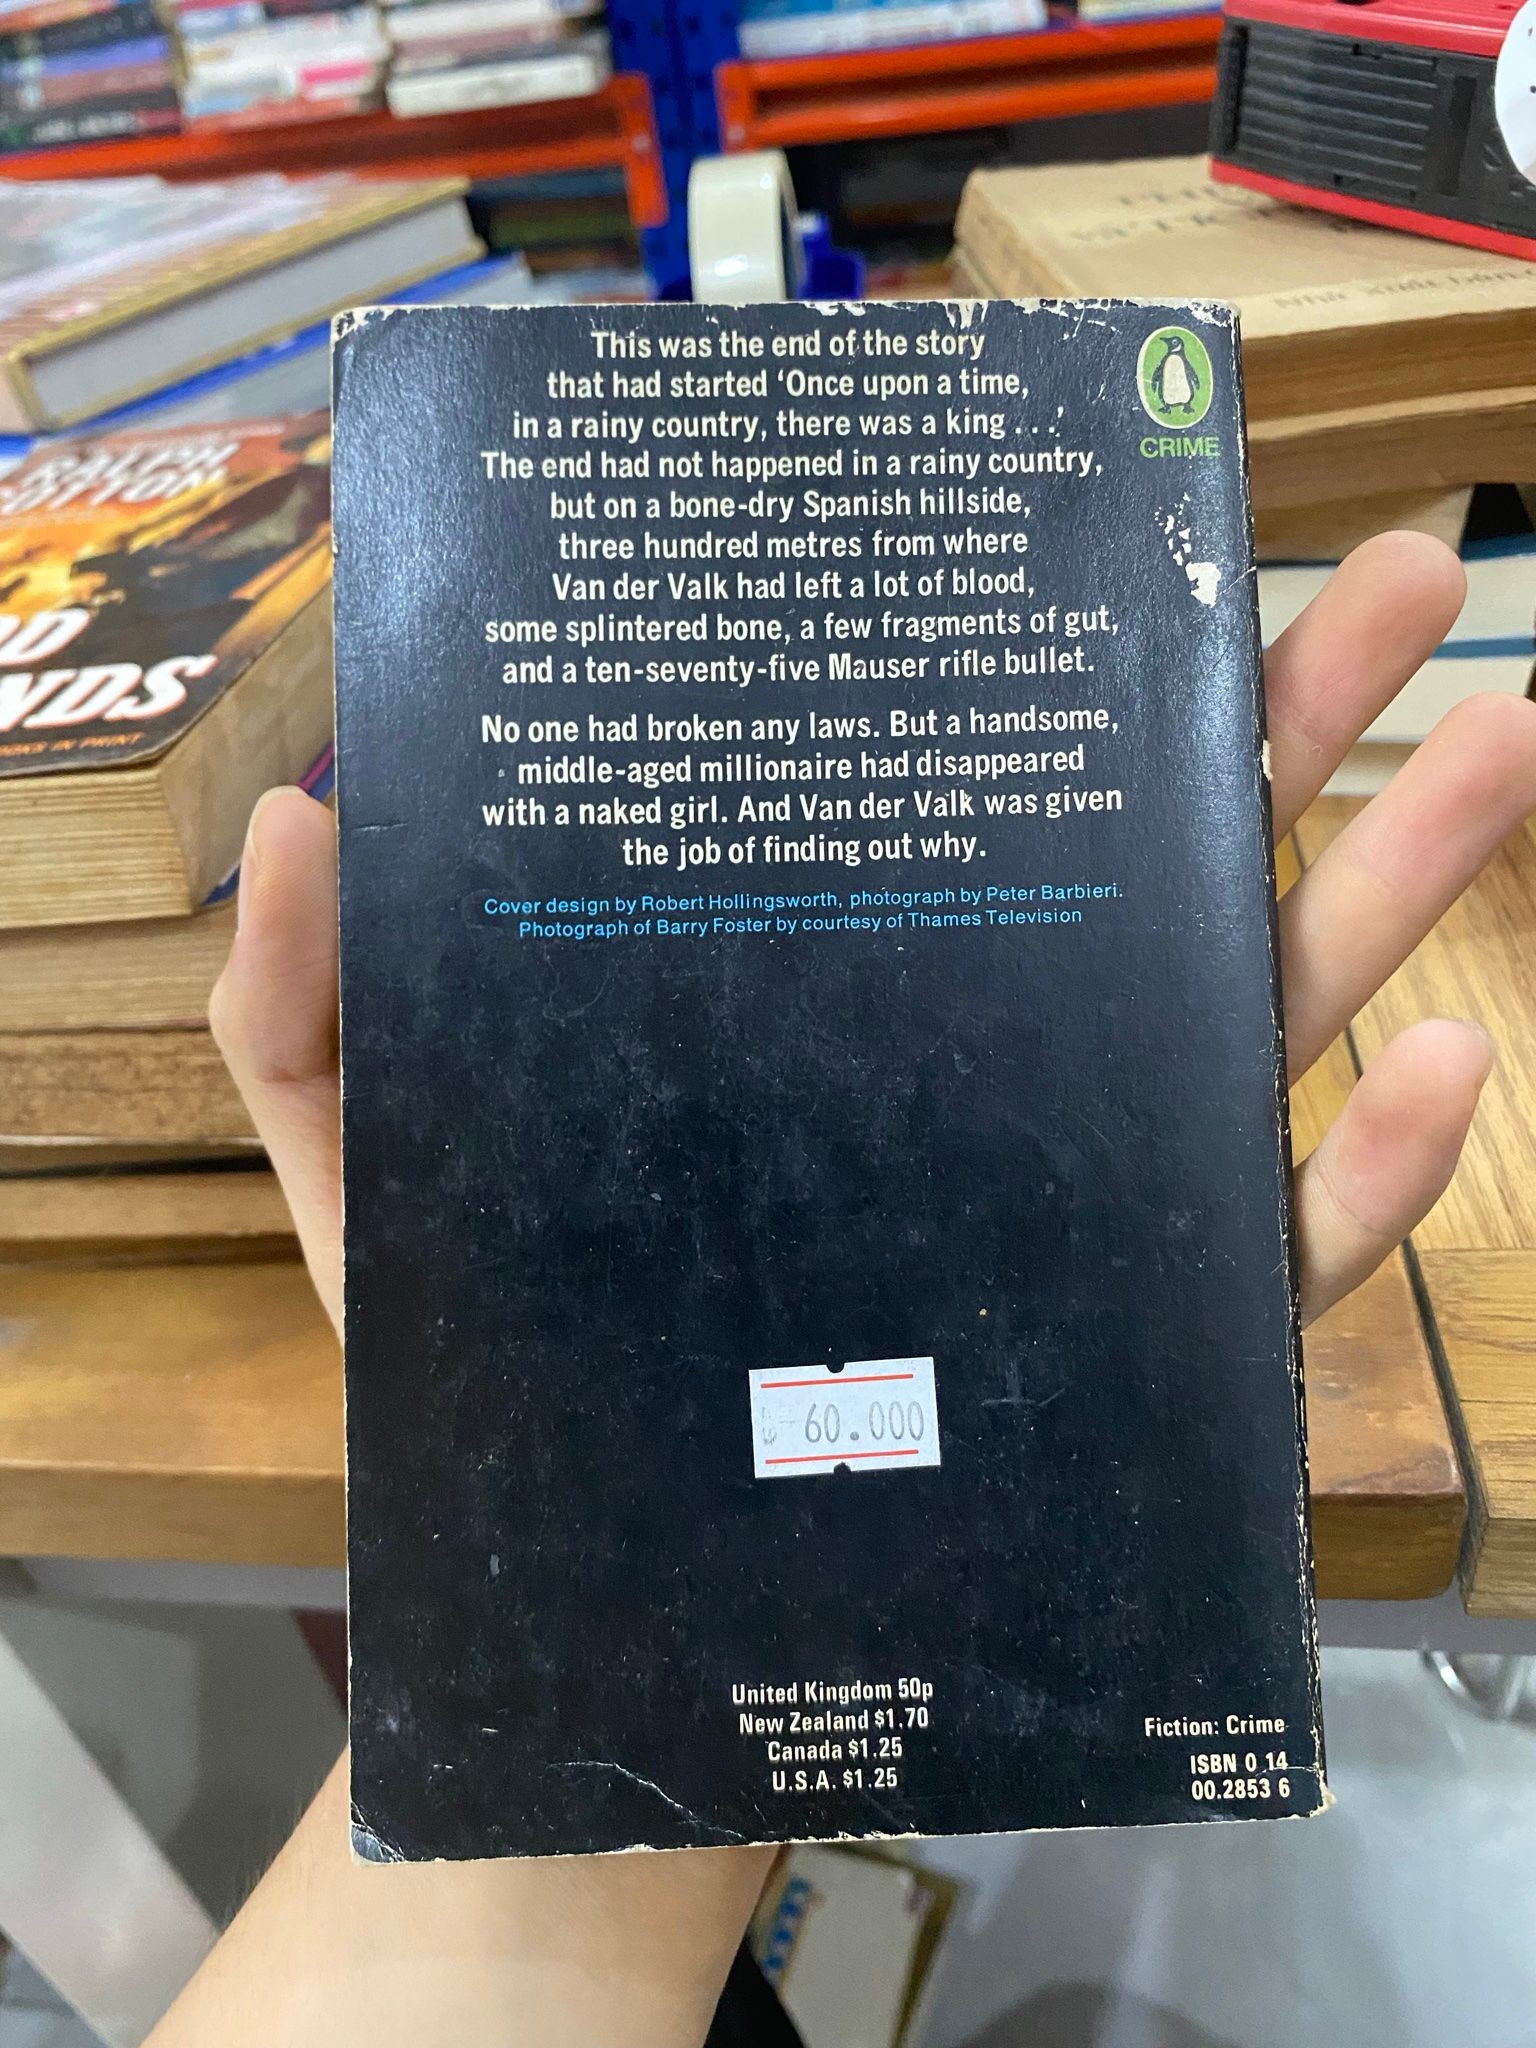 This was the end of the story
that had started ‘Once upon a time,
in a rainy country, there was a king . . .’
The end had not happened in a rainy country,
but on a bone-dry Spanish hillside,
three hundred metres from where
Van der Valk had left a lot of blood,
some splintered bone, a few fragments of gut,
and a ten-seventy-five Mauser rifle bullet.
No one had broken any laws. But a handsome,
middle-aged millionaire had disappeared
with a naked girl. And Van der Valk was given
the job of finding out why.
Cover design by Robert Hollingsworth, photograph by Peter Barbieri.
Photograph of Barry Foster by courtesy of Thames Television
CRIME
60.000
United Kingdom 50p
New Zealand $1.70
Canada $1.25
U.S.A. $1.25
Fiction: Crime
ISBN 0 14
00.2853 6
RALPH
BOOKS IN PRINT